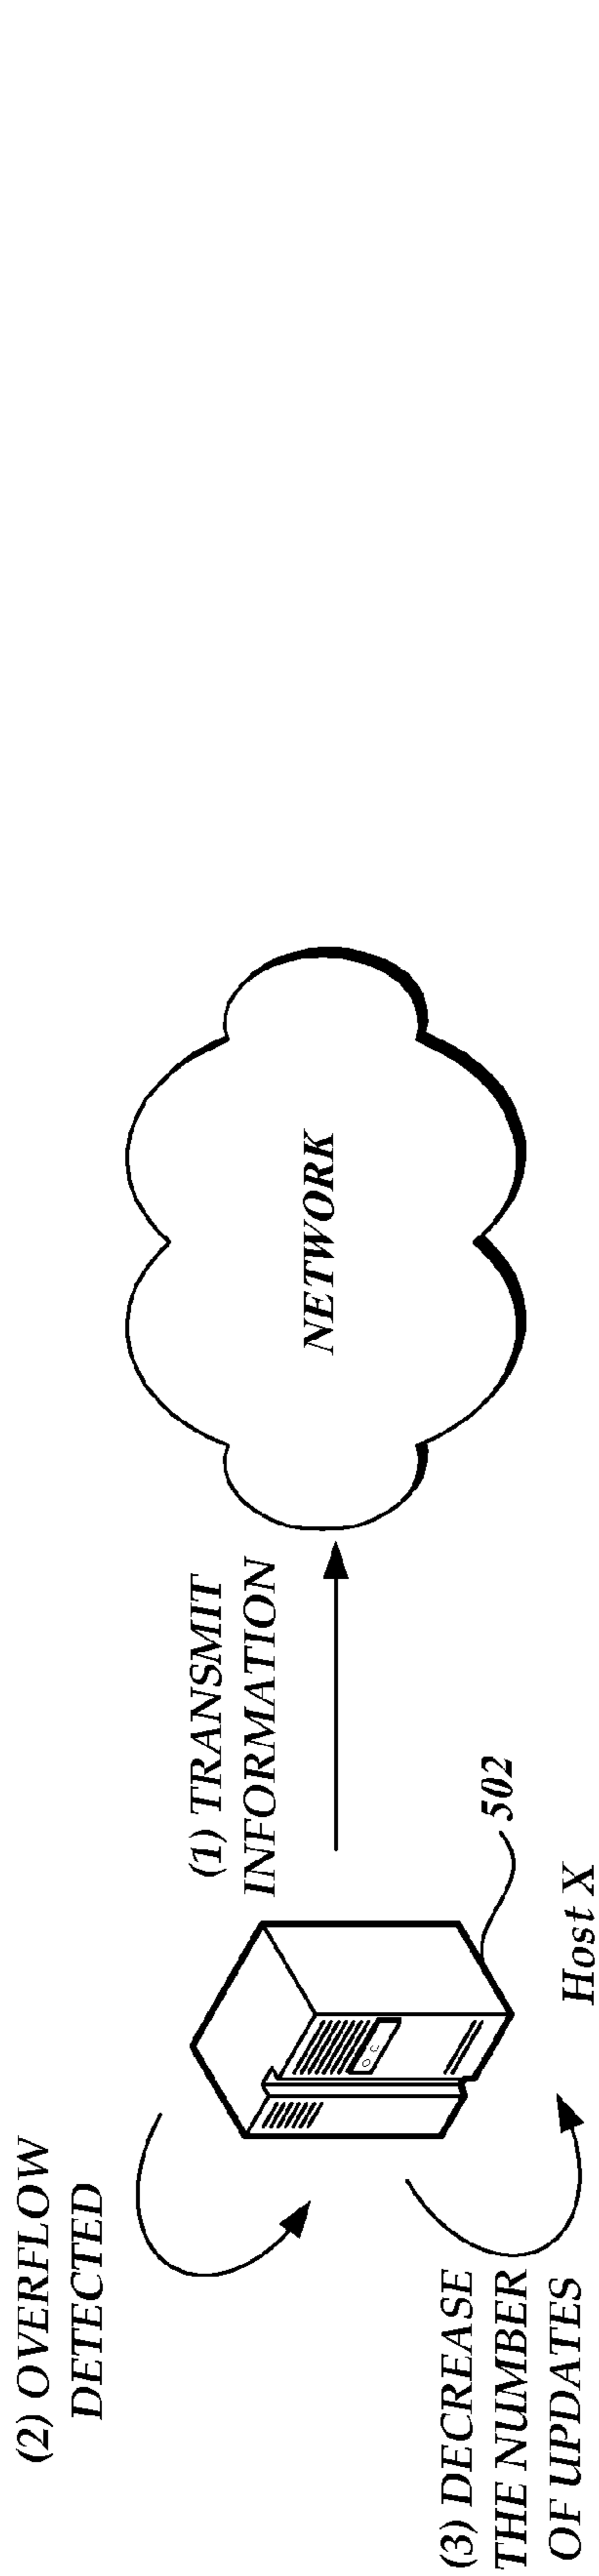 (2) OVERFLOW
DETECTED
(1) TRANSMIT
INFORMATION
NETWORK
502
Host X
(3) DECREASE
THE NUMBER
OF UPDATES